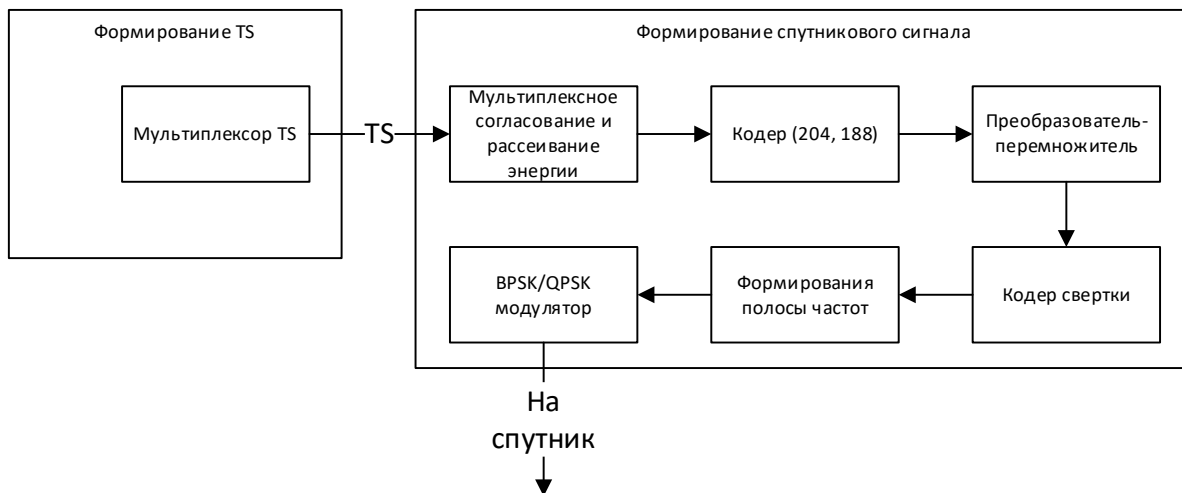 Формирование TS
Формирование спутникового сигнала
Мультиплексор TS
TS
Мультиплексное
согласование и
рассеивание
энергии
Кодер (204, 188)
Преобразователь-
перемножитель
BPSK/QPSK
модулятор
Формирования
полосы частот
Кодер свертки
На
спутник